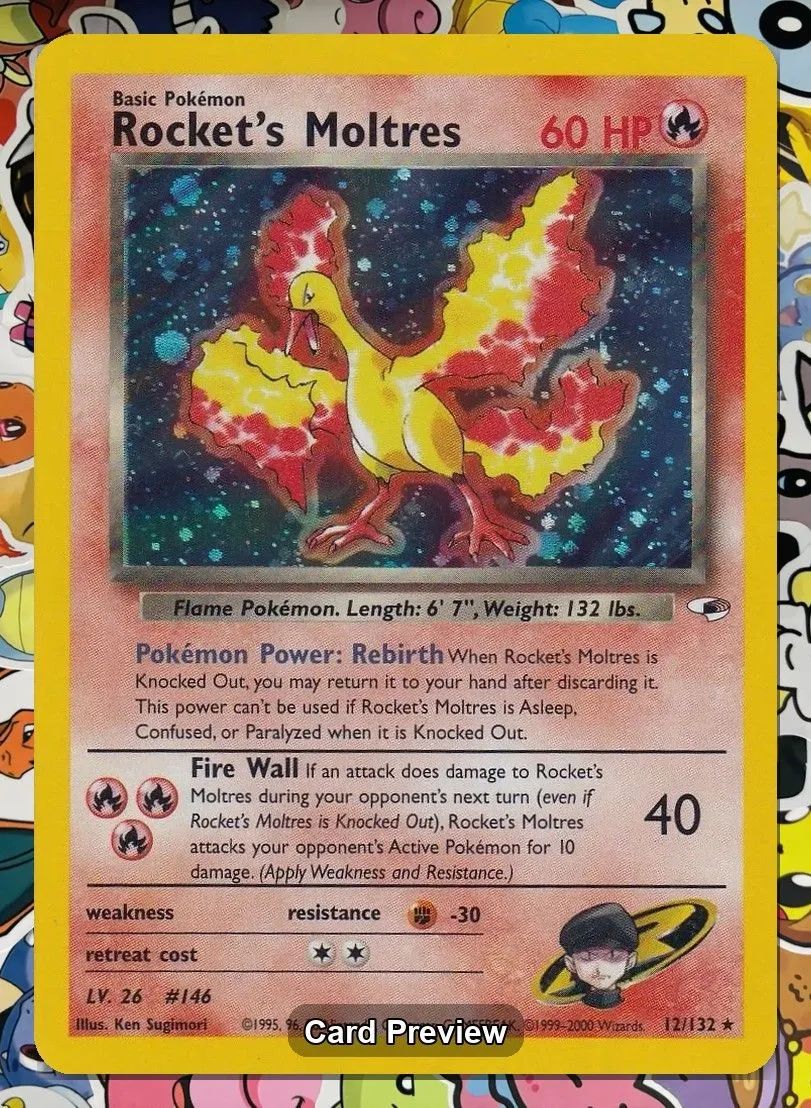 Basic Pokémon
Rocket's Moltres 60 HP
Flame Pokémon. Length: 6' 7", Weight: 132 lbs.
Pokémon Power: Rebirth When Rocket's Moltres is
Knocked Out, you may return it to your hand after discarding it.
This power can't be used if Rocket's Moltres is Asleep,
Confused, or Paralyzed when it is Knocked Out.
Fire Wall If an attack does damage to Rocket's
Moltres during your opponent's next turn (even if
Rocket's Moltres is Knocked Out), Rocket's Moltres
attacks your opponent's Active Pokémon for 10
damage. (Apply Weakness and Resistance.)
40
weakness resistance -30
retreat cost
LV. 26 #146
Illus. Ken Sugimori ©1995, 96, ©1999-2000 Wizards. 12/132 ★
Card Preview